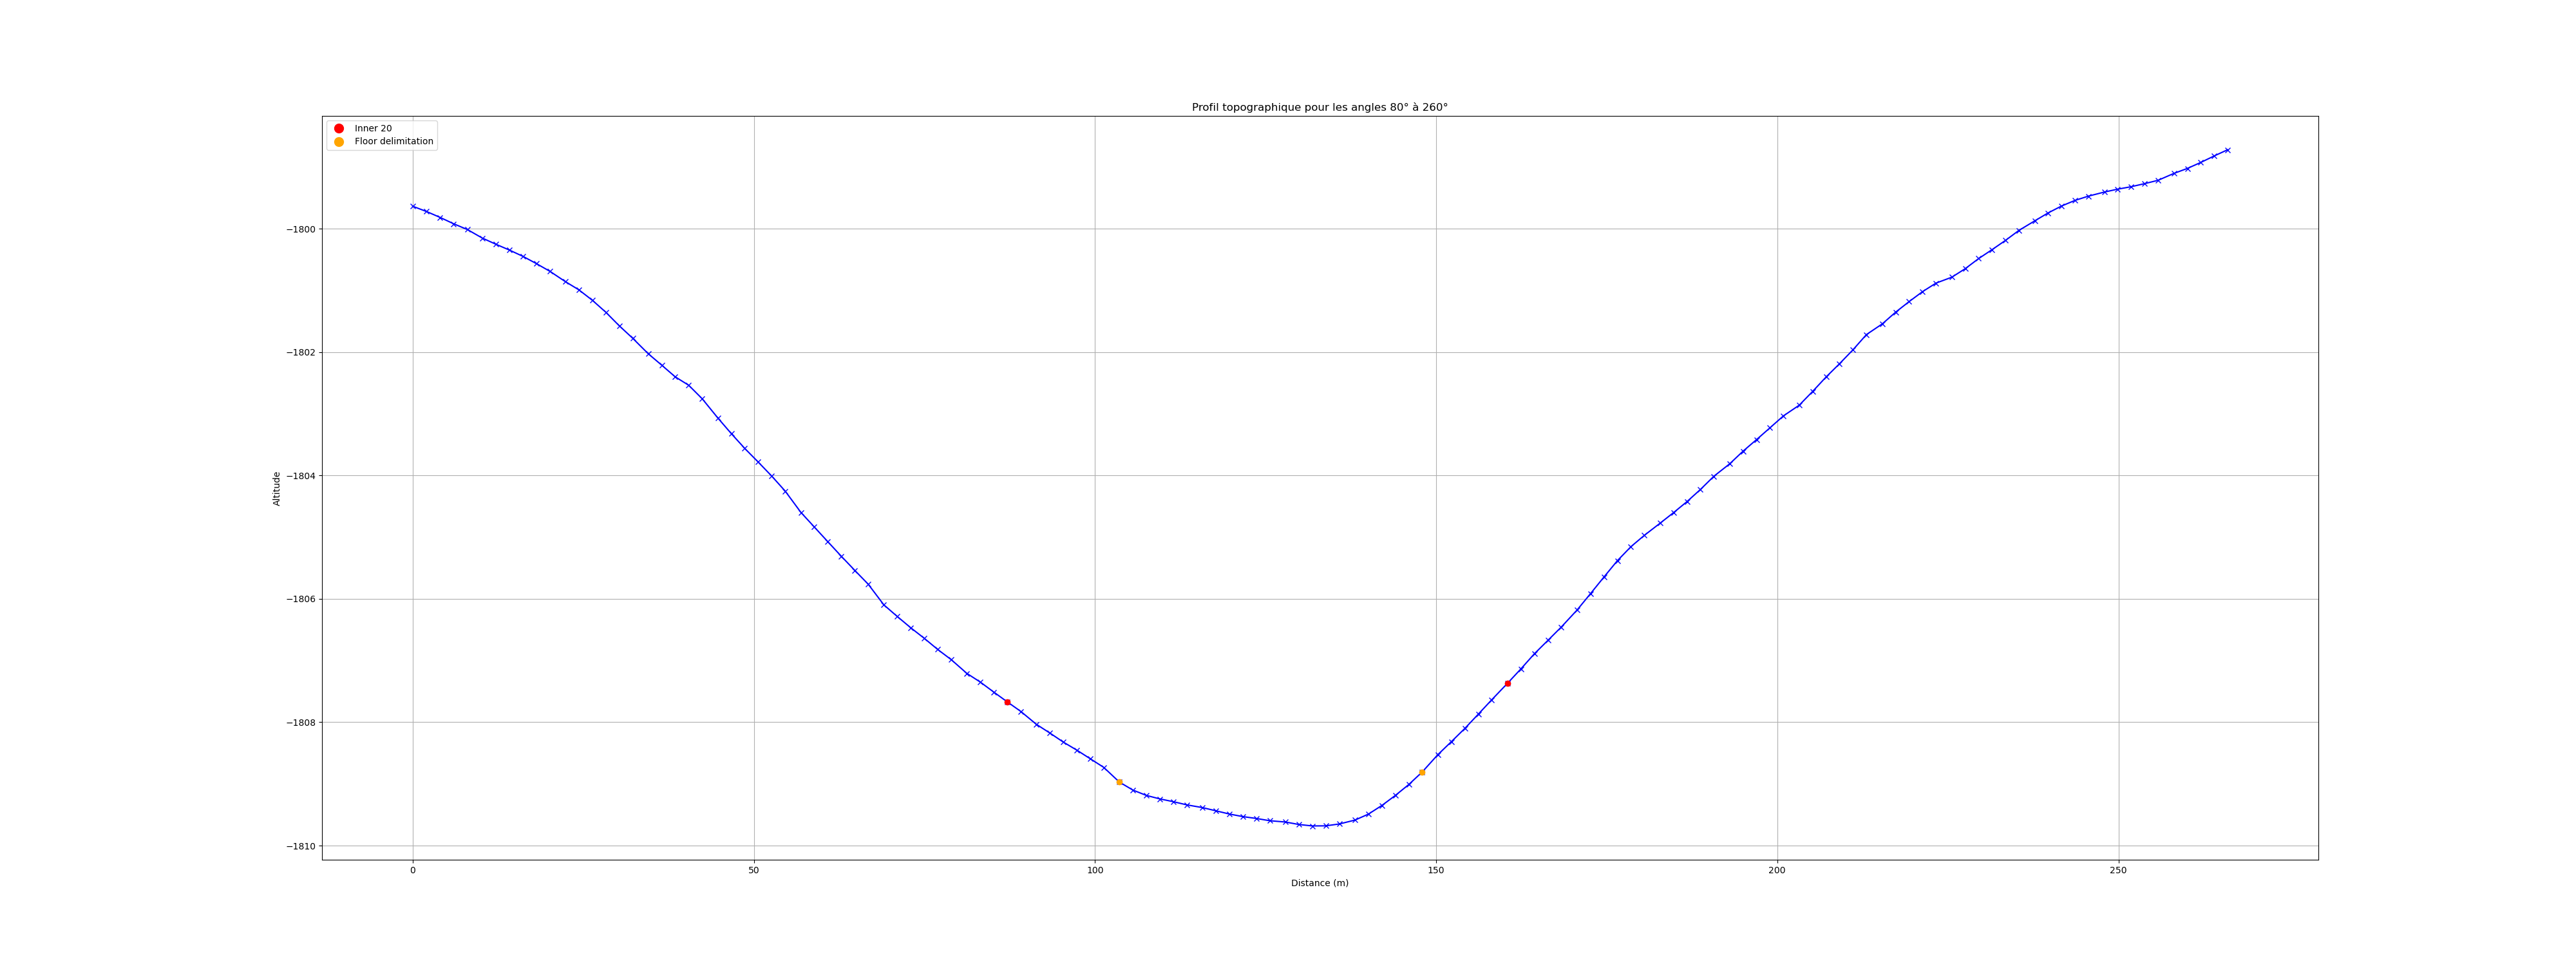 Profil topographique pour les angles 80° à 260°
Inner 20
Floor delimitation
Altitude
−1800
−1802
−1804
−1806
−1808
−1810
0
50
100
150
200
250
Distance (m)